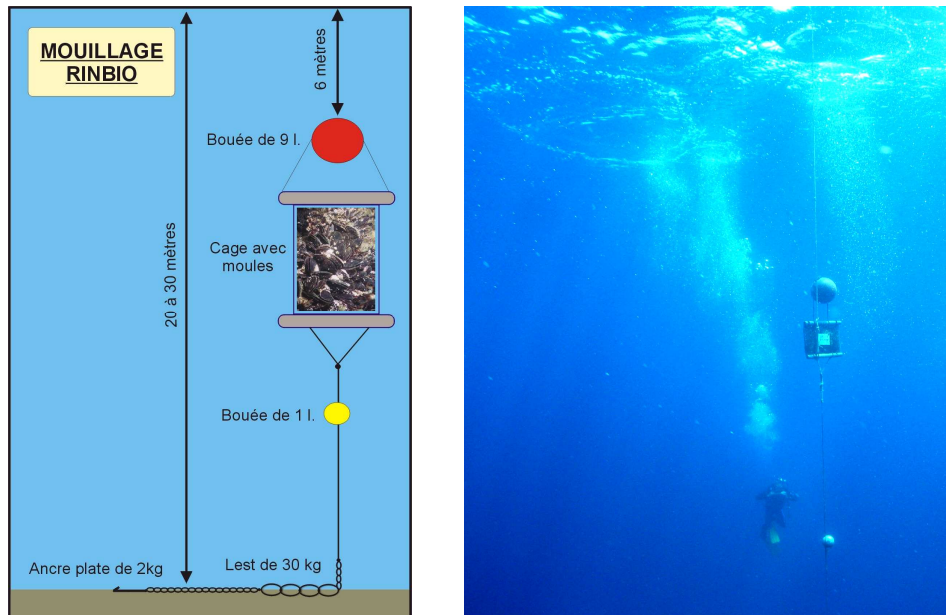 MOUILLAGE
RINBIO
6 mètres
Bouée de 9 l.
Cage avec
moules
20 à 30 mètres
Bouée de 1 l.
Ancre plate de 2kg
Lest de 30 kg